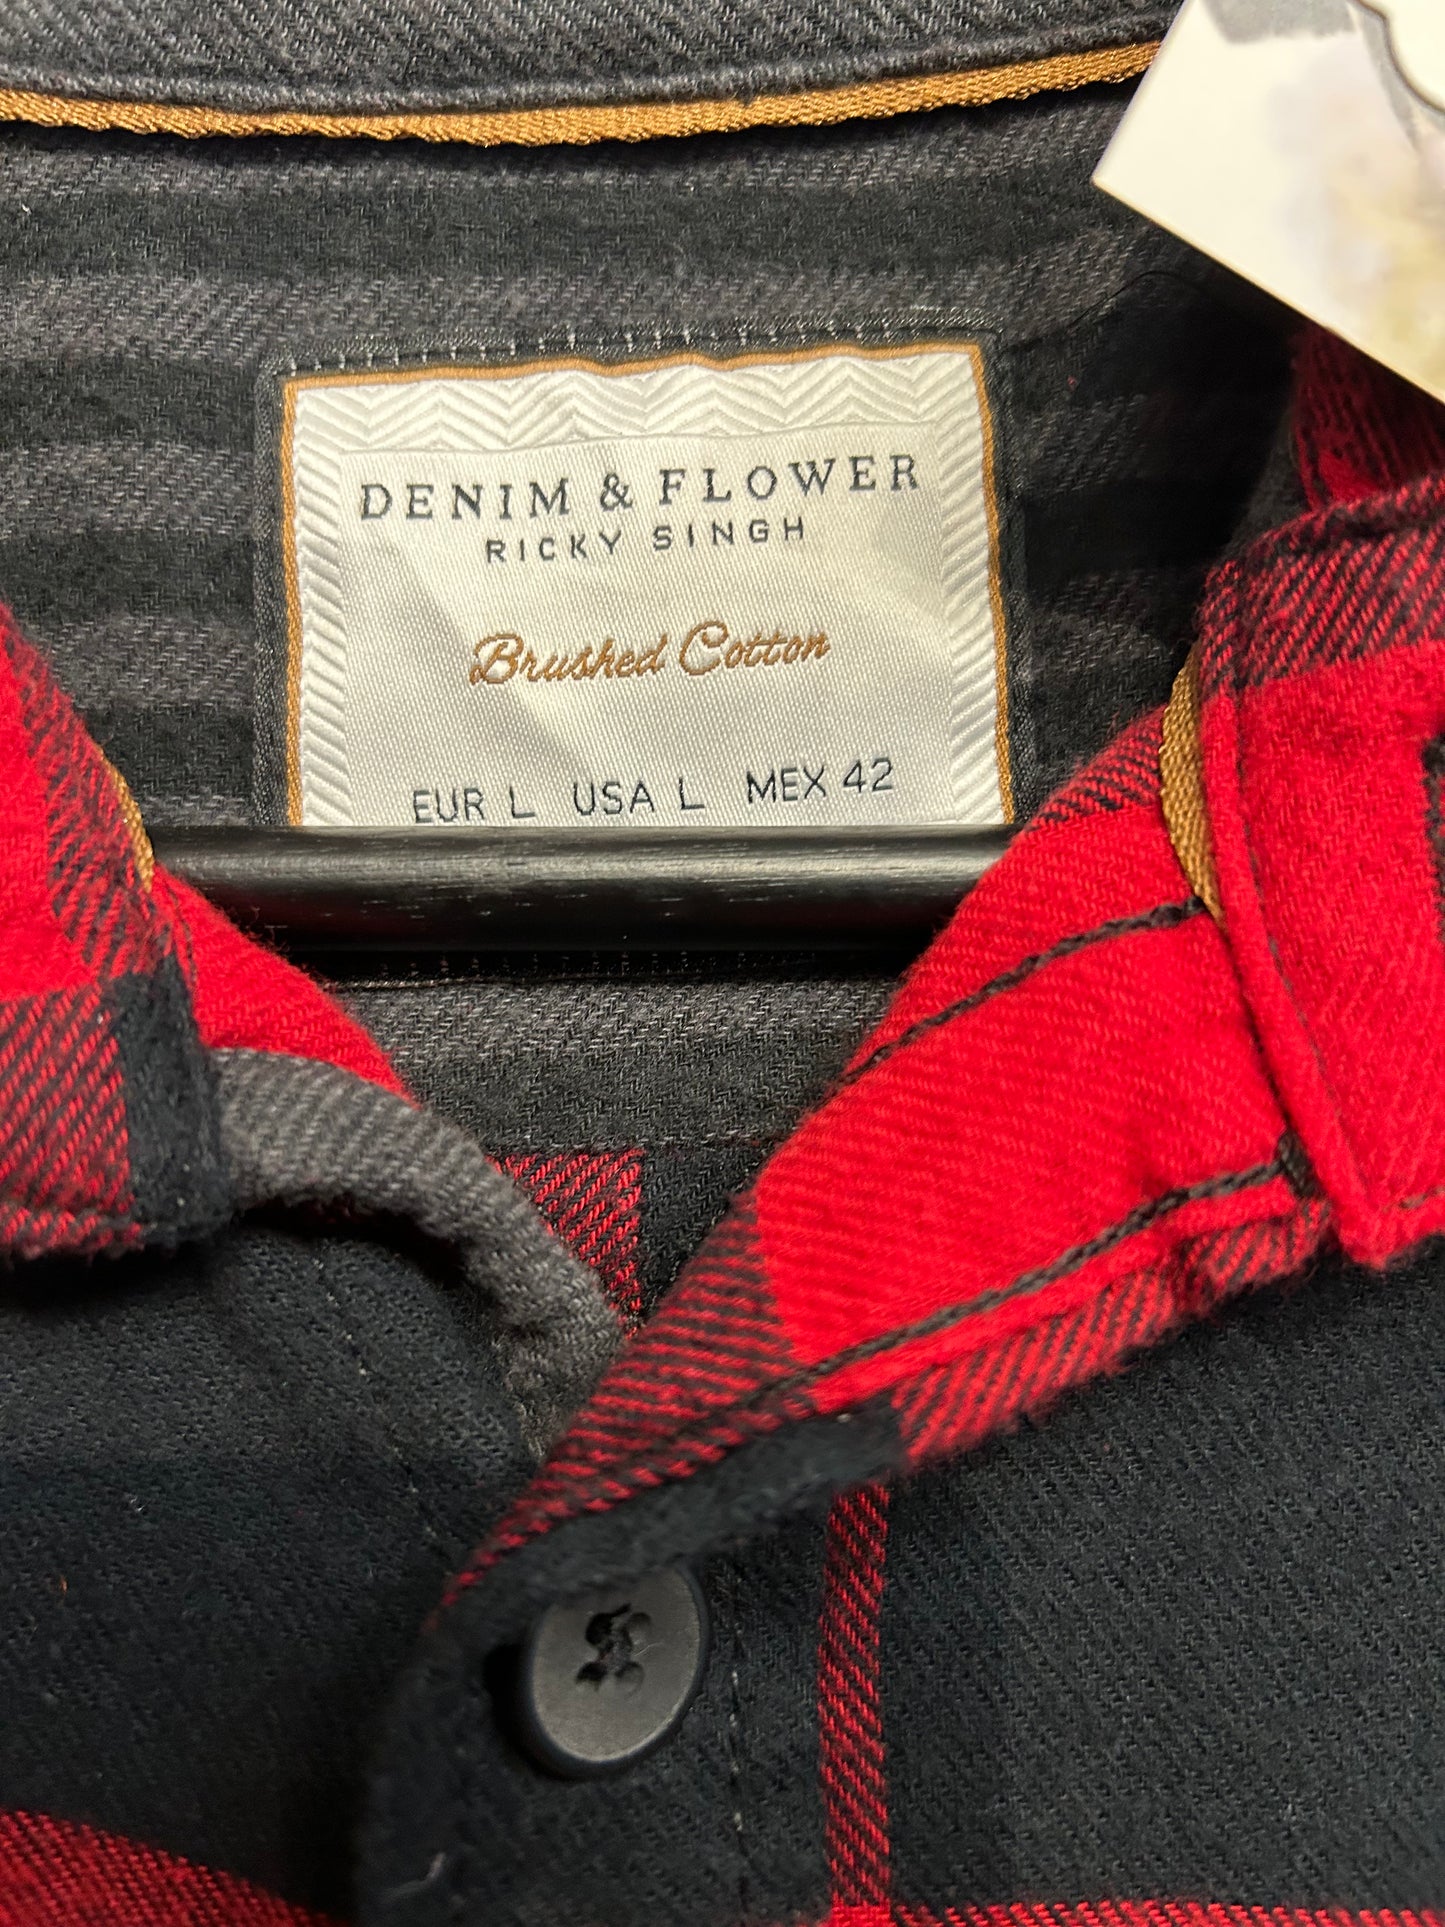 DENIM & FLOWER
RICKY SINGH
Brushed Cotton
EUR L USA L MEX 42